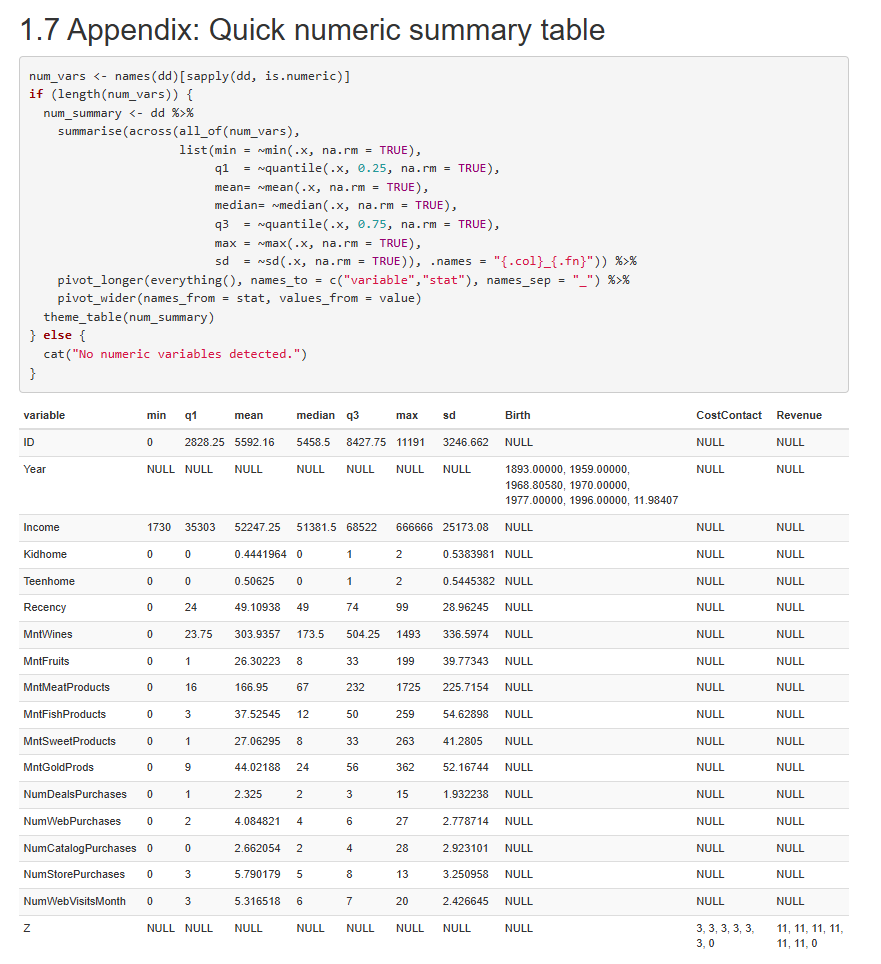 1.7 Appendix: Quick numeric summary table
num_vars <- names(dd)[sapply(dd, is.numeric)]
if (length(num_vars)) {
  num_summary <- dd %>%
    summarise(across(all_of(num_vars),
                     list(min = ~min(.x, na.rm = TRUE),
                          q1  = ~quantile(.x, 0.25, na.rm = TRUE),
                          mean= ~mean(.x, na.rm = TRUE),
                          median= ~median(.x, na.rm = TRUE),
                          q3  = ~quantile(.x, 0.75, na.rm = TRUE),
                          max = ~max(.x, na.rm = TRUE),
                          sd  = ~sd(.x, na.rm = TRUE)), .names = "{.col}_{.fn}")) %>%
    pivot_longer(everything(), names_to = c("variable","stat"), names_sep = "_") %>%
    pivot_wider(names_from = stat, values_from = value)
  theme_table(num_summary)
} else {
  cat("No numeric variables detected.")
}
variable min q1 mean median q3 max sd Birth CostContact Revenue
ID 0 2828.25 5592.16 5458.5 8427.75 11191 3246.662 NULL NULL NULL
Year NULL NULL NULL NULL NULL NULL NULL 1893.00000, 1959.00000, NULL NULL
1968.80580, 1970.00000,
1977.00000, 1996.00000, 11.98407
Income 1730 35303 52247.25 51381.5 68522 666666 25173.08 NULL NULL NULL
Kidhome 0 0 0.4441964 0 1 2 0.5383981 NULL NULL NULL
Teenhome 0 0 0.50625 0 1 2 0.5445382 NULL NULL NULL
Recency 0 24 49.10938 49 74 99 28.96245 NULL NULL NULL
MntWines 0 23.75 303.9357 173.5 504.25 1493 336.5974 NULL NULL NULL
MntFruits 0 1 26.30223 8 33 199 39.77343 NULL NULL NULL
MntMeatProducts 0 16 166.95 67 232 1725 225.7154 NULL NULL NULL
MntFishProducts 0 3 37.52545 12 50 259 54.62898 NULL NULL NULL
MntSweetProducts 0 1 27.06295 8 33 263 41.2805 NULL NULL NULL
MntGoldProds 0 9 44.02188 24 56 362 52.16744 NULL NULL NULL
NumDealsPurchases 0 1 2.325 2 3 15 1.932238 NULL NULL NULL
NumWebPurchases 0 2 4.084821 4 6 27 2.778714 NULL NULL NULL
NumCatalogPurchases 0 0 2.662054 2 4 28 2.923101 NULL NULL NULL
NumStorePurchases 0 3 5.790179 5 8 13 3.250958 NULL NULL NULL
NumWebVisitsMonth 0 3 5.316518 6 7 20 2.426645 NULL NULL NULL
Z NULL NULL NULL NULL NULL NULL NULL NULL 3, 3, 3, 3, 3, 11, 11, 11, 11,
3, 0 11, 11, 0